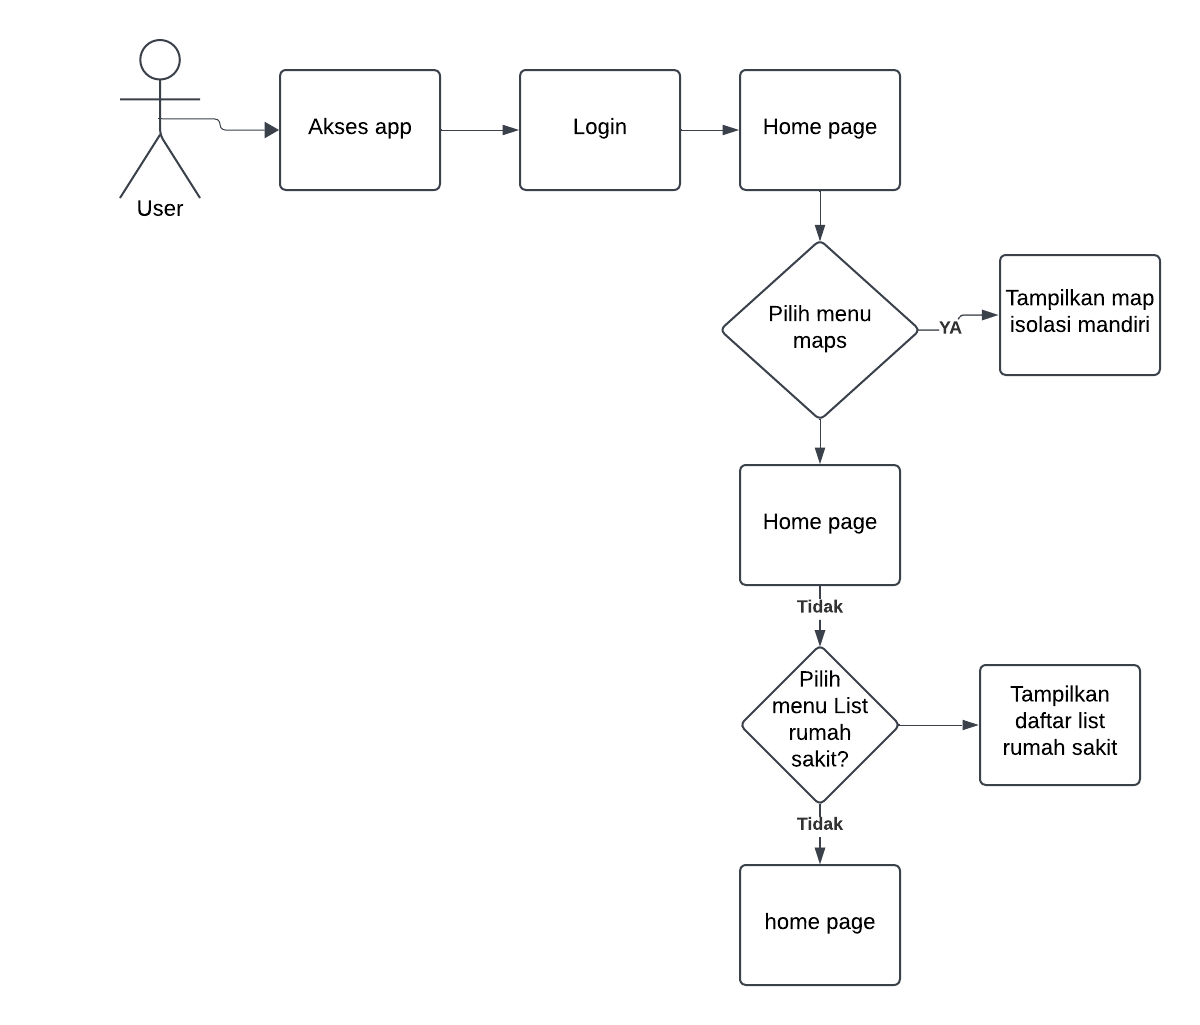 User
Akses app
Login
Home page
Pilih menu
maps
YA
Tampilkan map
isolasi mandiri
Home page
Tidak
Pilih
menu List
rumah
sakit?
Tampilkan
daftar list
rumah sakit
Tidak
home page